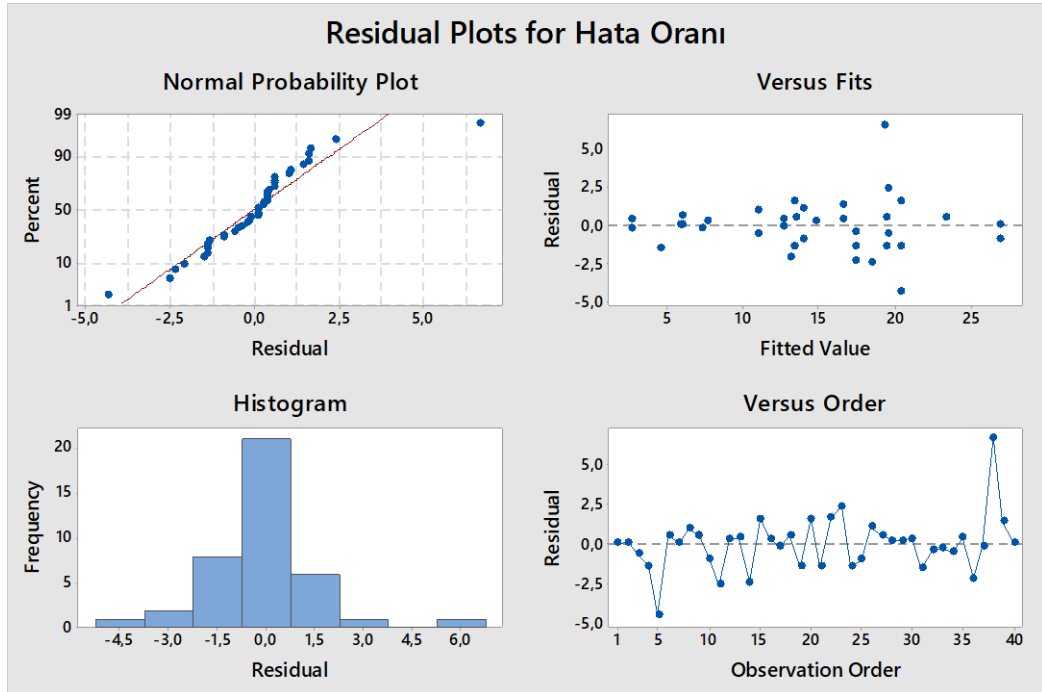 Residual Plots for Hata Oranı
Normal Probability Plot
99
90
50
10
1
Percent
-5,0 -2,5 0,0 2,5 5,0
Residual
Versus Fits
5,0
2,5
0,0
-2,5
-5,0
Residual
5 10 15 20 25
Fitted Value
Histogram
20
15
10
5
0
Frequency
-4,5 -3,0 -1,5 0,0 1,5 3,0 4,5 6,0
Residual
Versus Order
5,0
2,5
0,0
-2,5
-5,0
Residual
1 5 10 15 20 25 30 35 40
Observation Order